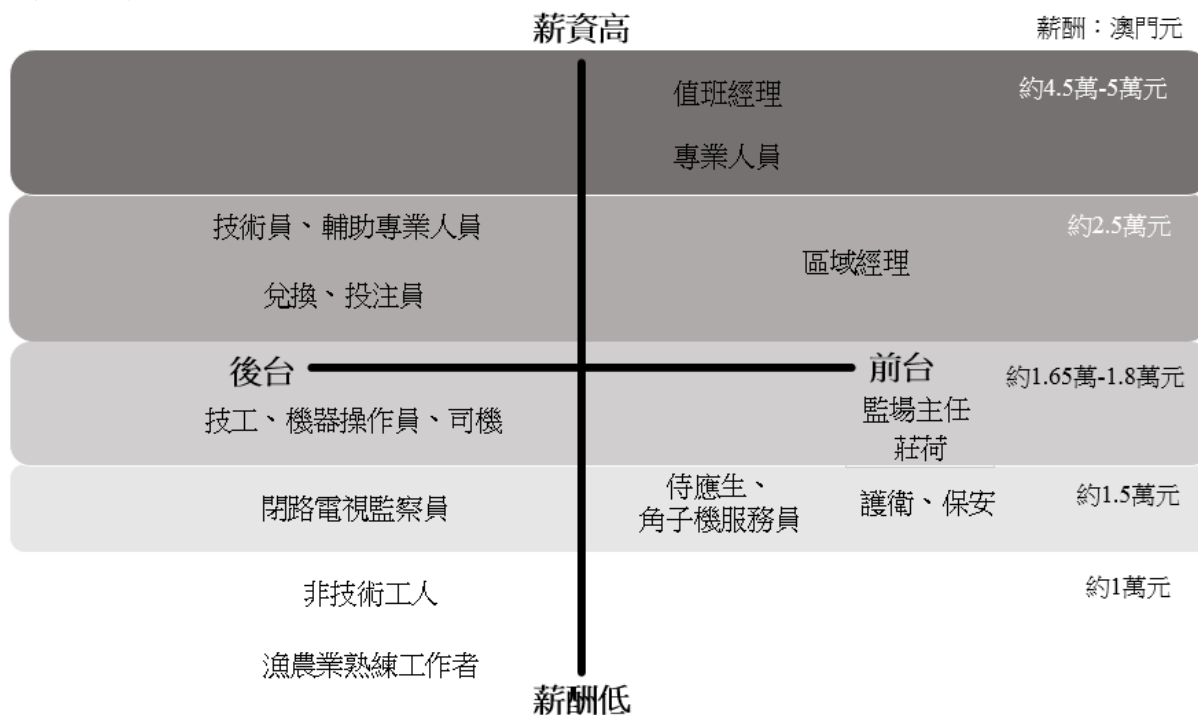 薪資高
薪酬：澳門元
值班經理
約4.5萬-5萬元
專業人員
技術員、輔助專業人員
約2.5萬元
區域經理
兌換、投注員
後台
前台
約1.65萬-1.8萬元
技工、機器操作員、司機
監場主任
莊荷
閉路電視監察員
侍應生、
角子機服務員
護衛、保安
約1.5萬元
非技術工人
約1萬元
漁農業熟練工作者
薪酬低